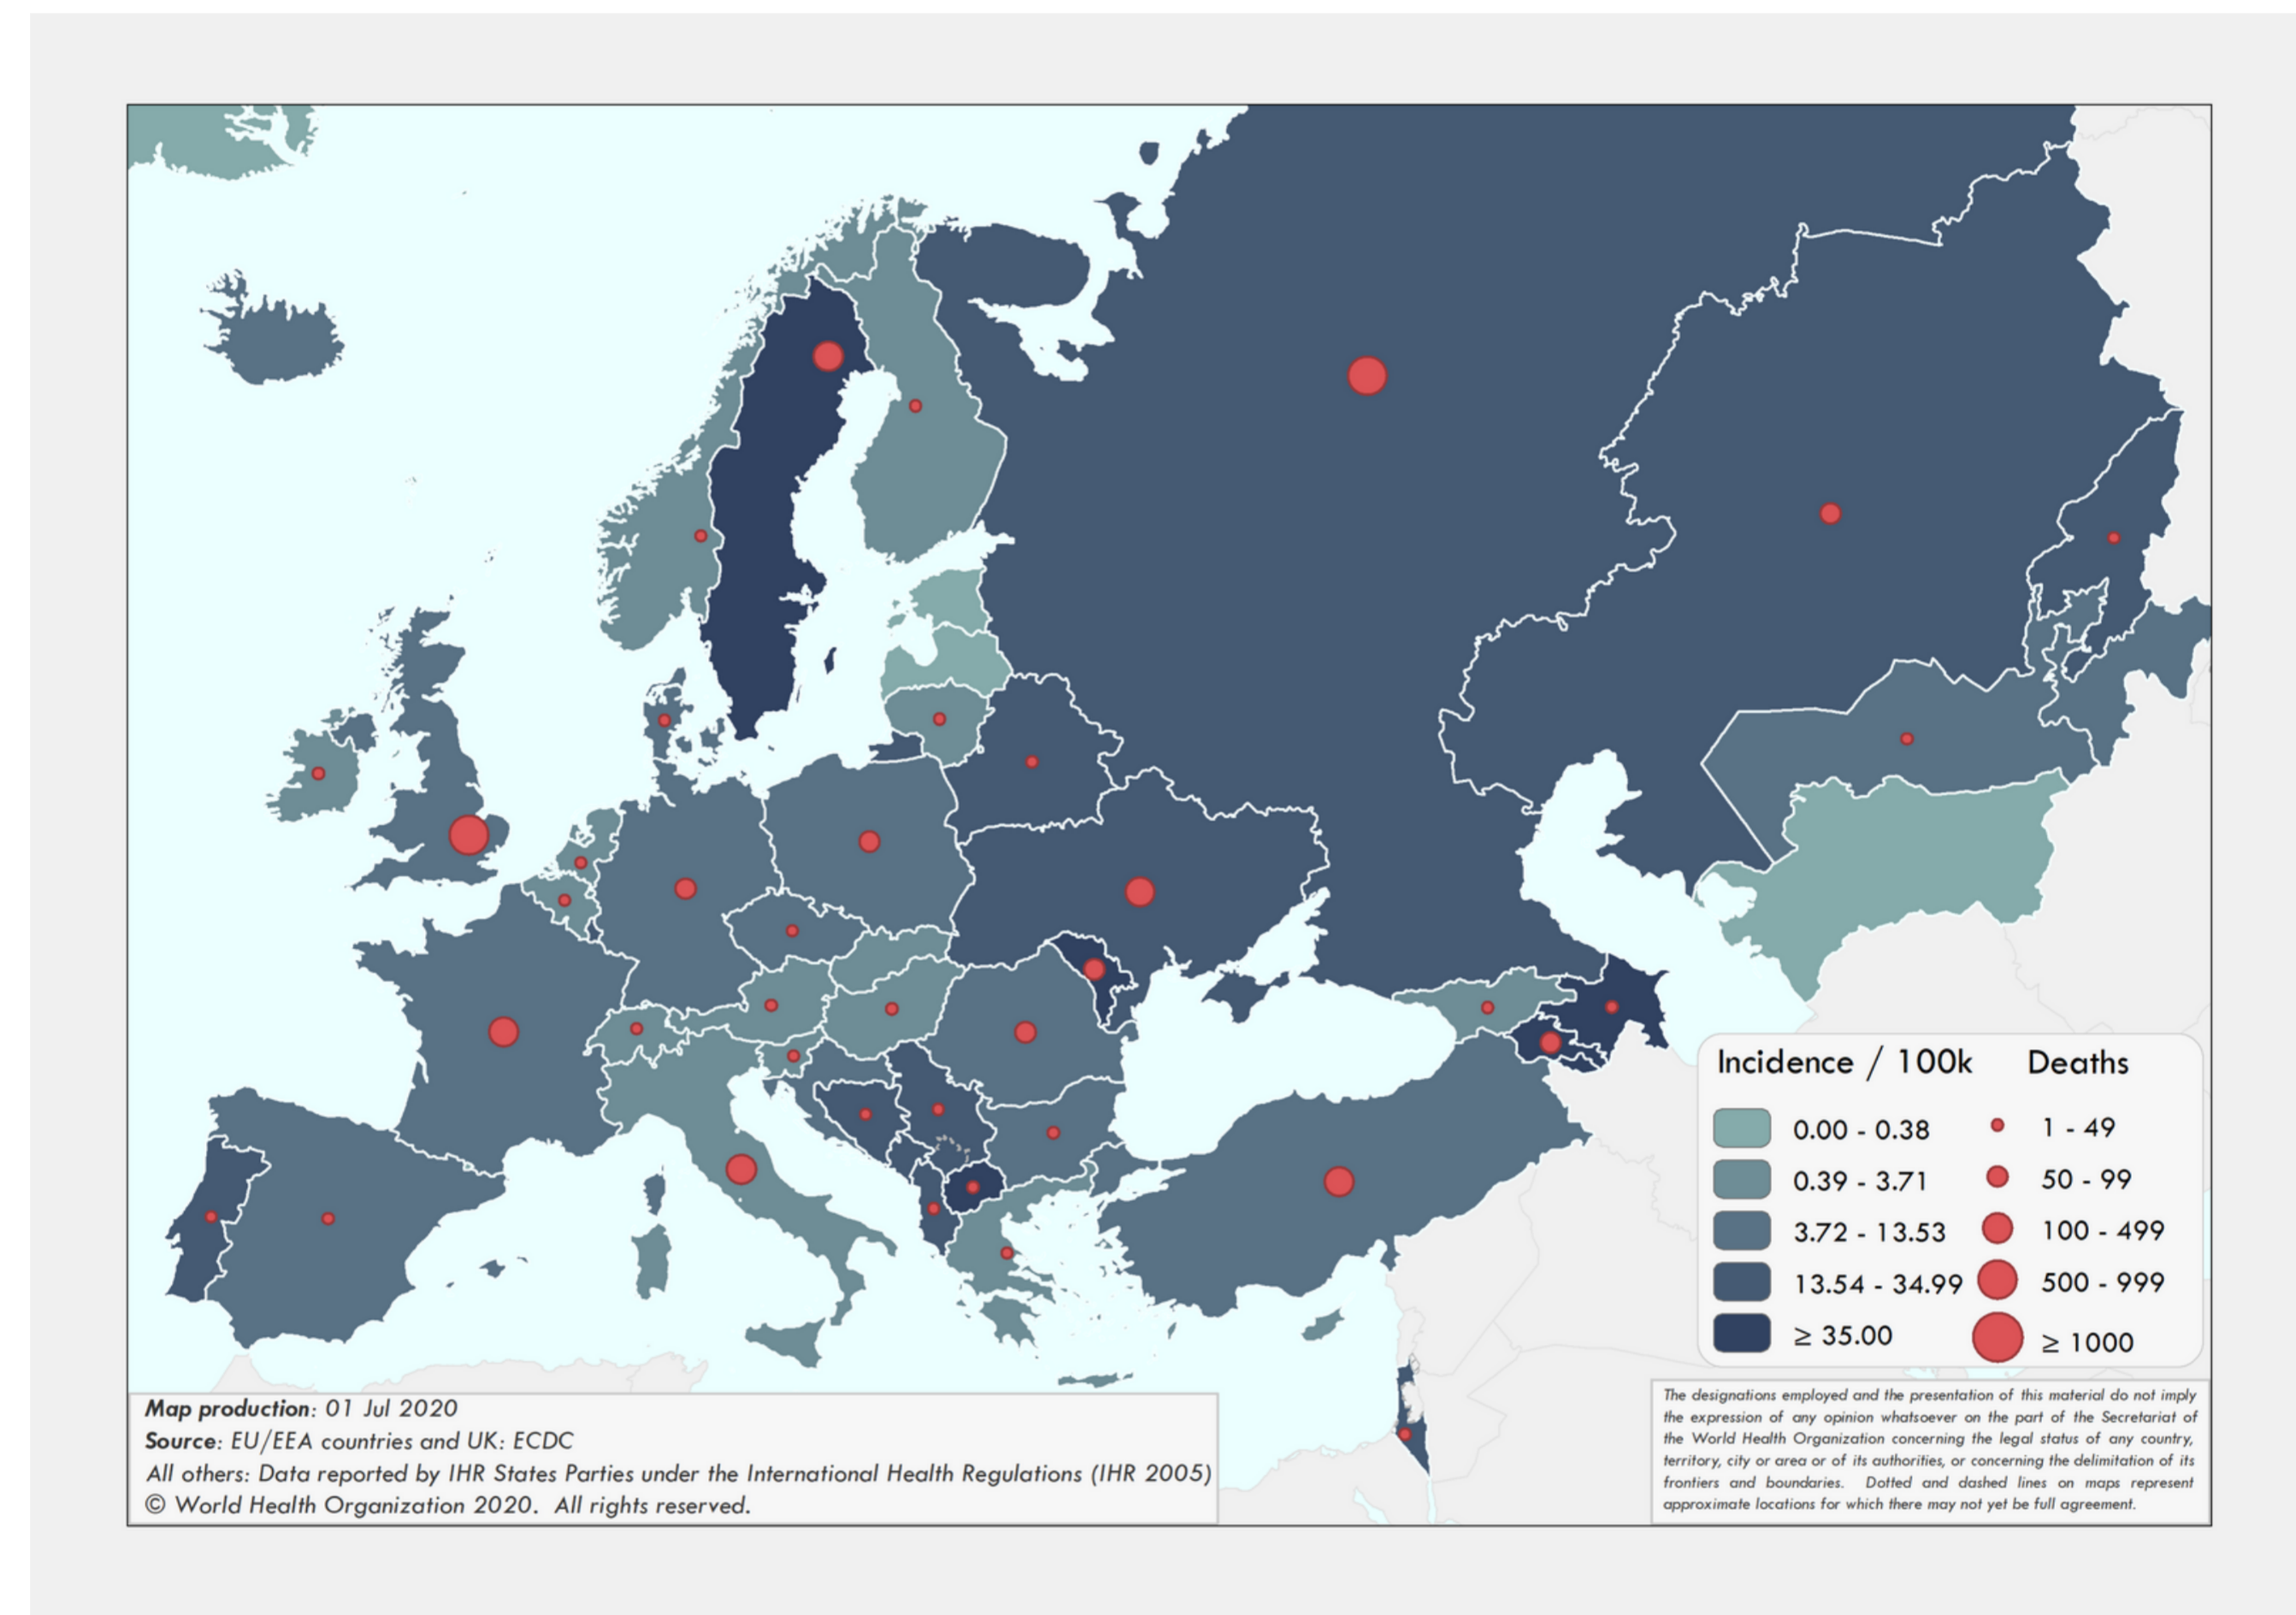 Incidence / 100k Deaths
0.00 - 0.38 1 - 49
0.39 - 3.71 50 - 99
3.72 - 13.53 100 - 499
13.54 - 34.99 500 - 999
≥ 35.00 ≥ 1000
Map production: 01 Jul 2020
Source: EU/EEA countries and UK: ECDC
All others: Data reported by IHR States Parties under the International Health Regulations (IHR 2005)
© World Health Organization 2020. All rights reserved.
The designations employed and the presentation of this material do not imply
the expression of any opinion whatsoever on the part of the Secretariat of
the World Health Organization concerning the legal status of any country,
territory, city or area or of its authorities, or concerning the delimitation of its
frontiers and boundaries. Dotted and dashed lines on maps represent
approximate locations for which there may not yet be full agreement.